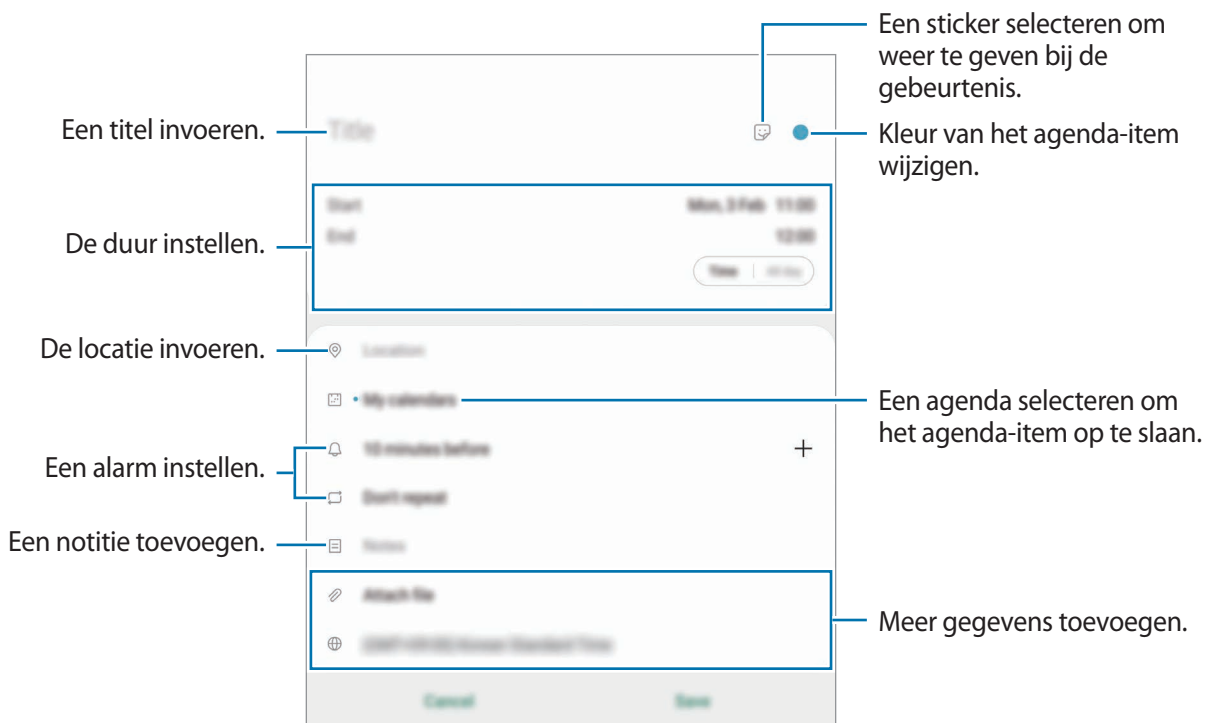 Een sticker selecteren om
weer te geven bij de
gebeurtenis.
Een titel invoeren.
Title
Kleur van het agenda-item
wijzigen.
Start
Mon, 3 Feb 11:00
De duur instellen.
End
12:00
Time
All day
De locatie invoeren.
Location
My calendars
Een agenda selecteren om
het agenda-item op te slaan.
10 minutes before
Een alarm instellen.
Don't repeat
Een notitie toevoegen.
Notes
Attach file
Meer gegevens toevoegen.
Korean Standard Time
Cancel
Save